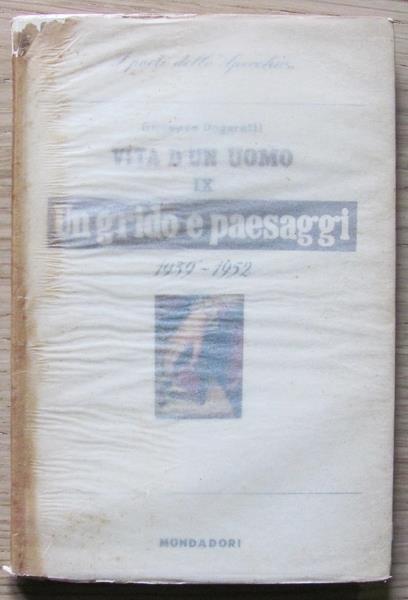 I poeti dello Specchio
Giuseppe Ungaretti
VITA D'UN UOMO
IX
Un grido e paesaggi
1939-1952
MONDADORI